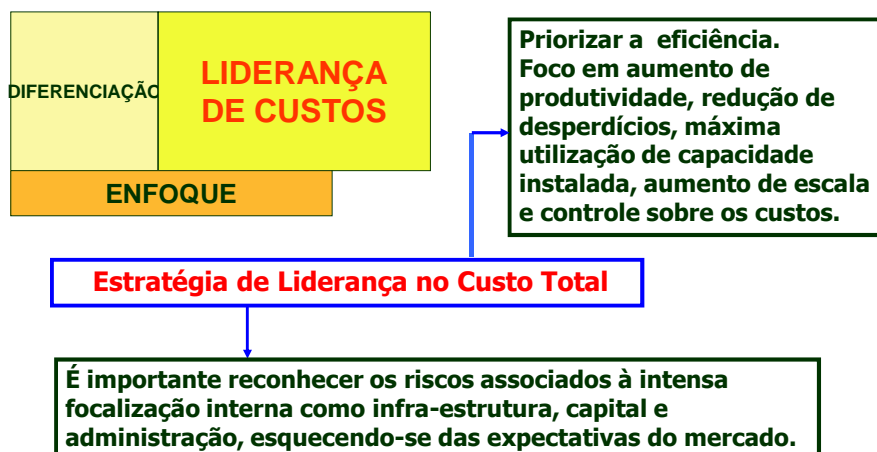 DIFERENCIAÇÃO
LIDERANÇA
DE CUSTOS
ENFOQUE
Priorizar a eficiência.
Foco em aumento de
produtividade, redução de
desperdícios, máxima
utilização de capacidade
instalada, aumento de escala
e controle sobre os custos.
Estratégia de Liderança no Custo Total
É importante reconhecer os riscos associados à intensa
focalização interna como infra-estrutura, capital e
administração, esquecendo-se das expectativas do mercado.